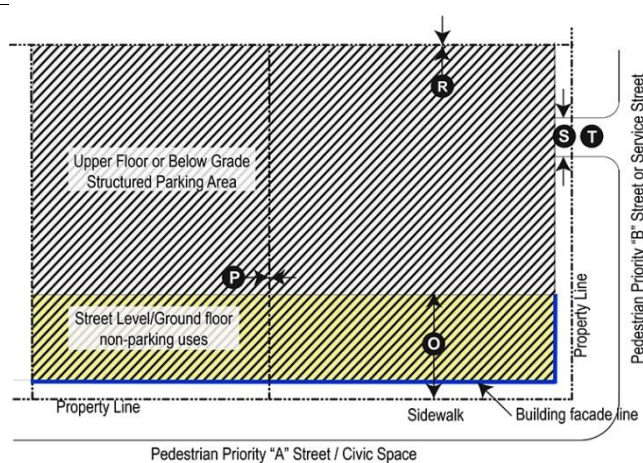 R
S T
Upper Floor or Below Grade
Structured Parking Area
P
Street Level/Ground floor
non-parking uses
O
Property Line
Pedestrian Priority "B" Street or Service Street
Property Line
Sidewalk
Building facade line
Pedestrian Priority "A" Street / Civic Space